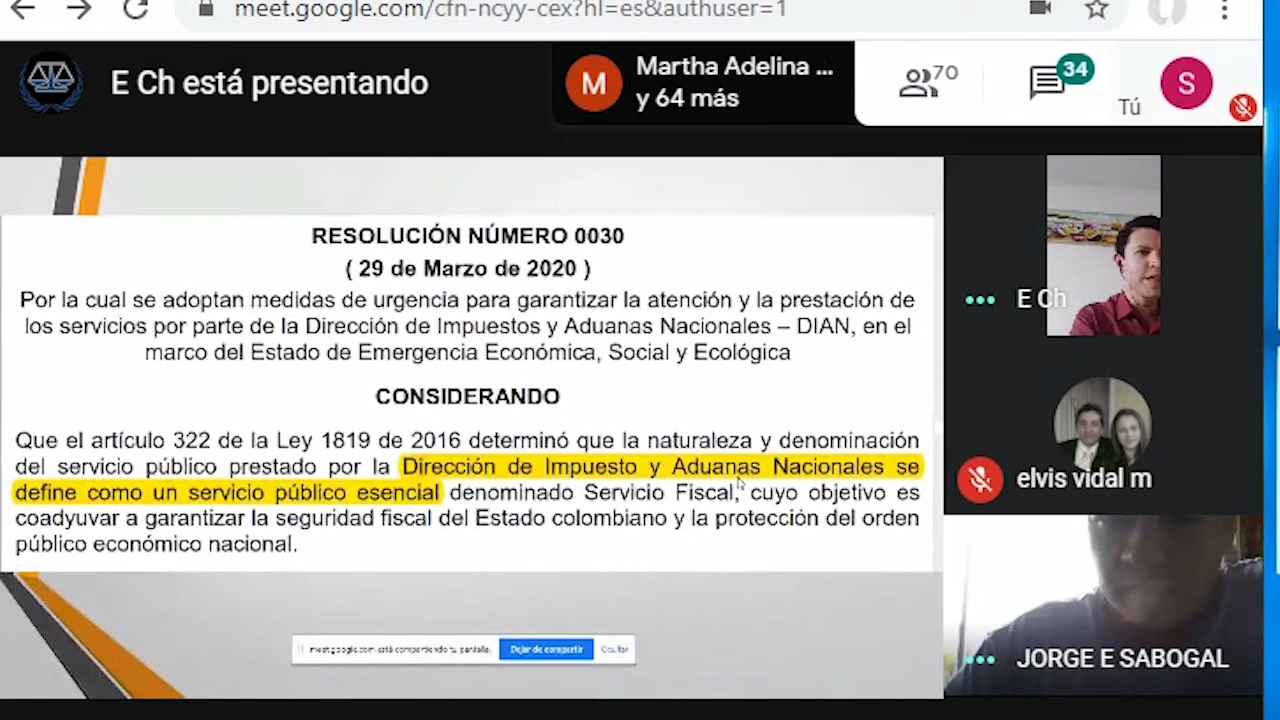 meet.google.com/cfn-ncyy-cex?hl=es&authuser=1
E Ch está presentando
M
Martha Adelina ...
y 64 más
70
34
Tú
S
RESOLUCIÓN NÚMERO 0030
( 29 de Marzo de 2020 )
Por la cual se adoptan medidas de urgencia para garantizar la atención y la prestación de
los servicios por parte de la Dirección de Impuestos y Aduanas Nacionales – DIAN, en el
marco del Estado de Emergencia Económica, Social y Ecológica
CONSIDERANDO
Que el artículo 322 de la Ley 1819 de 2016 determinó que la naturaleza y denominación
del servicio público prestado por la Dirección de Impuesto y Aduanas Nacionales se
define como un servicio público esencial denominado Servicio Fiscal, cuyo objetivo es
coadyuvar a garantizar la seguridad fiscal del Estado colombiano y la protección del orden
público económico nacional.
meet.google.com está compartiendo tu pantalla.
Dejar de compartir
Ocultar
E Ch
elvis vidal m
JORGE E SABOGAL